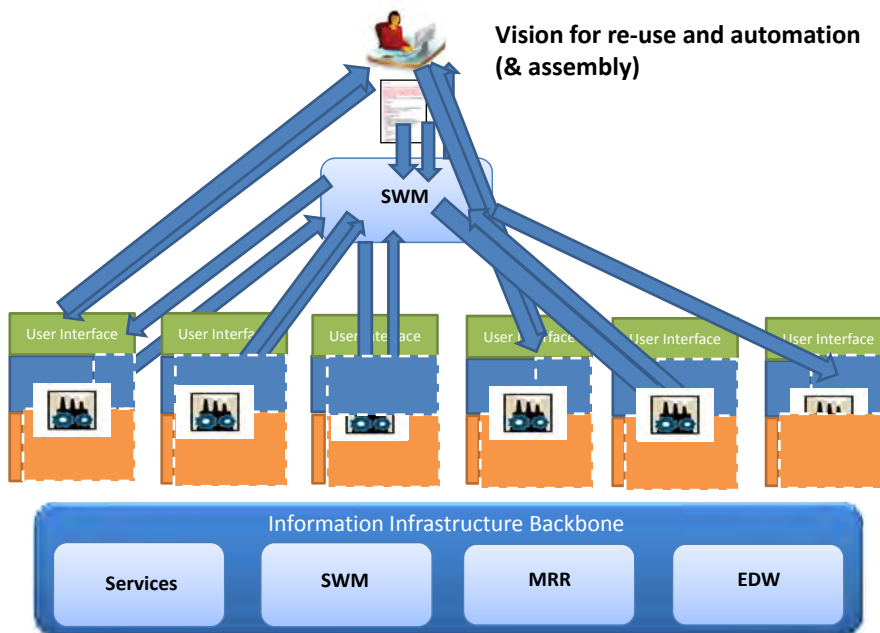 Vision for re-use and automation
(& assembly)
SWM
User Interface
User Interface
User Interface
User Interface
User Interface
User Interface
Information Infrastructure Backbone
Services
SWM
MRR
EDW